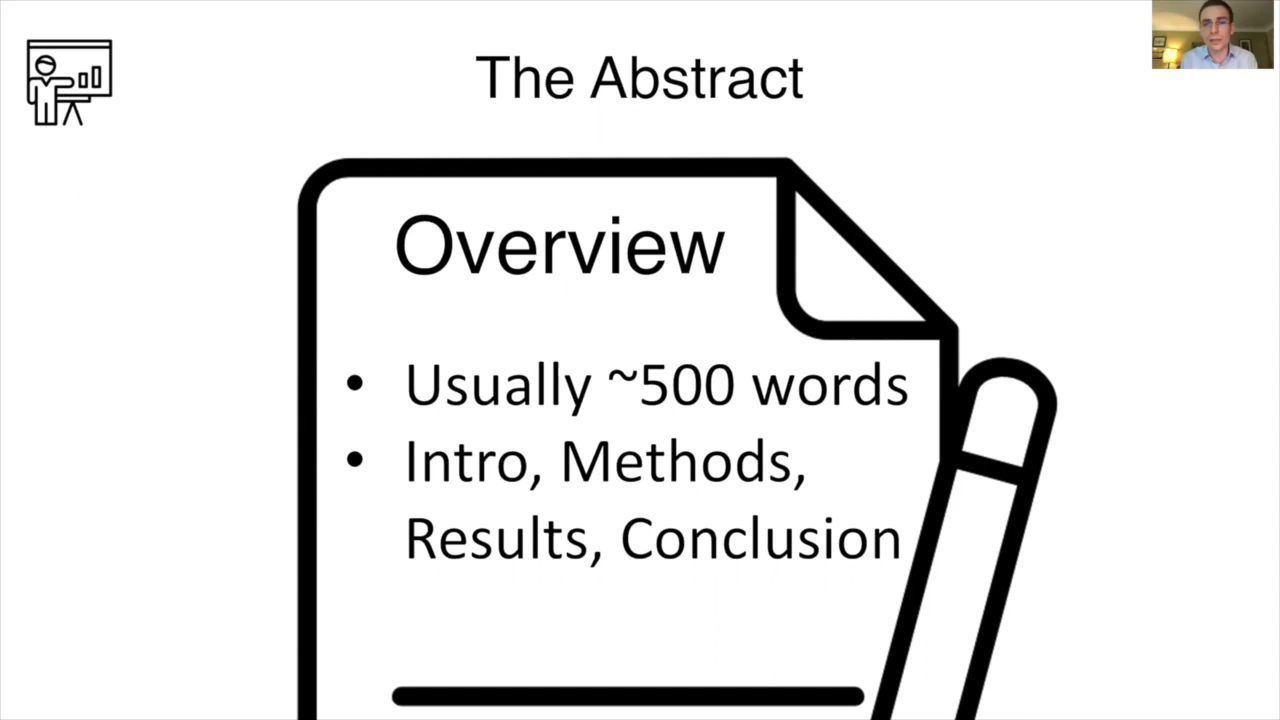 The Abstract
Overview
• Usually ~500 words
• Intro, Methods,
Results, Conclusion